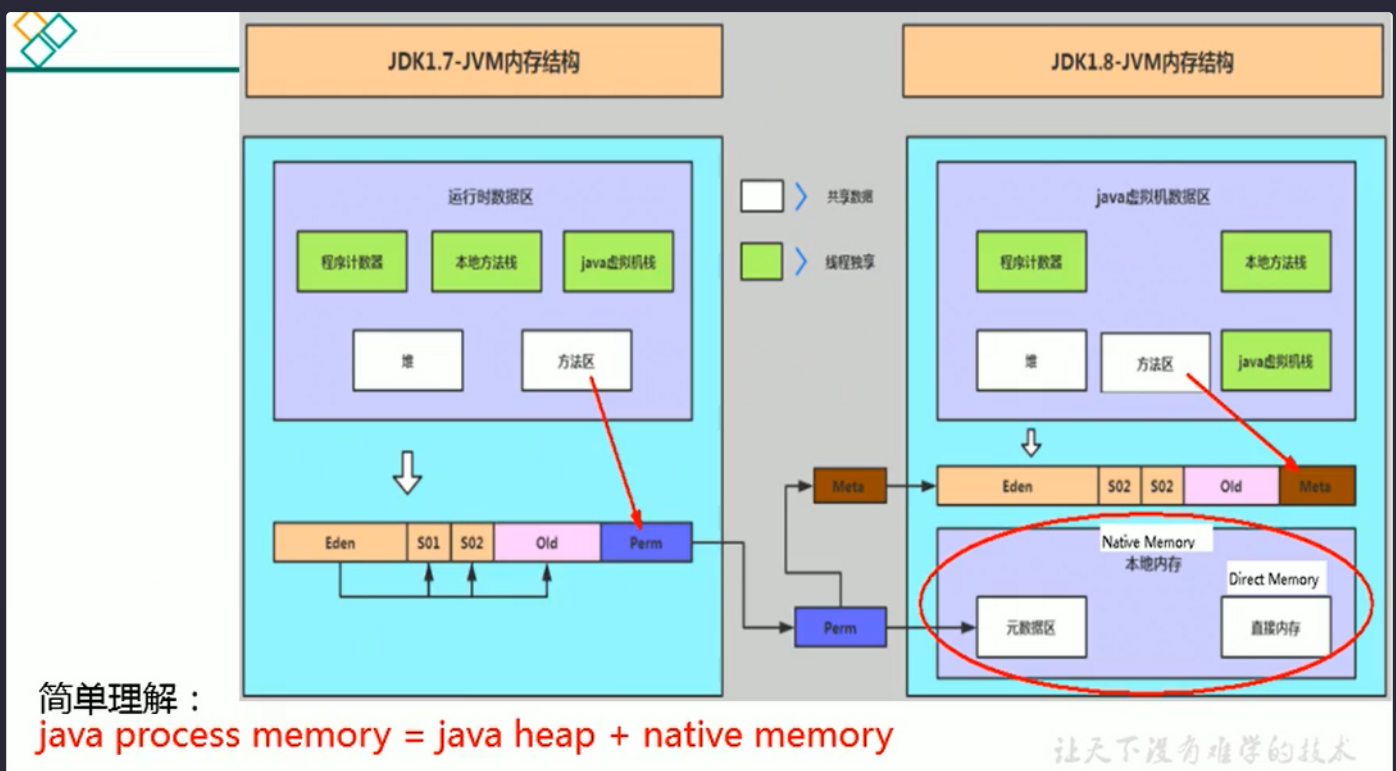 JDK1.7-JVM内存结构
JDK1.8-JVM内存结构
运行时数据区
程序计数器
本地方法栈
java虚拟机栈
堆
方法区
Eden
S01
S02
Old
Perm
共享数据
线程独享
Meta
Perm
java虚拟机数据区
程序计数器
本地方法栈
堆
方法区
java虚拟机栈
Eden
S02
S02
Old
Meta
Native Memory
本地内存
Direct Memory
元数据区
直接内存
简单理解：
java process memory = java heap + native memory
让天下没有难学的技术